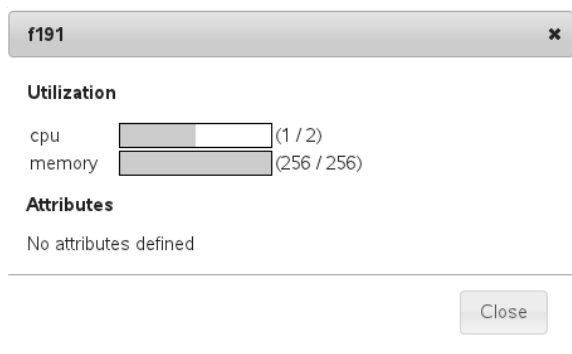 f191 ✖
Utilization
cpu (1 / 2)
memory (256 / 256)
Attributes
No attributes defined
Close